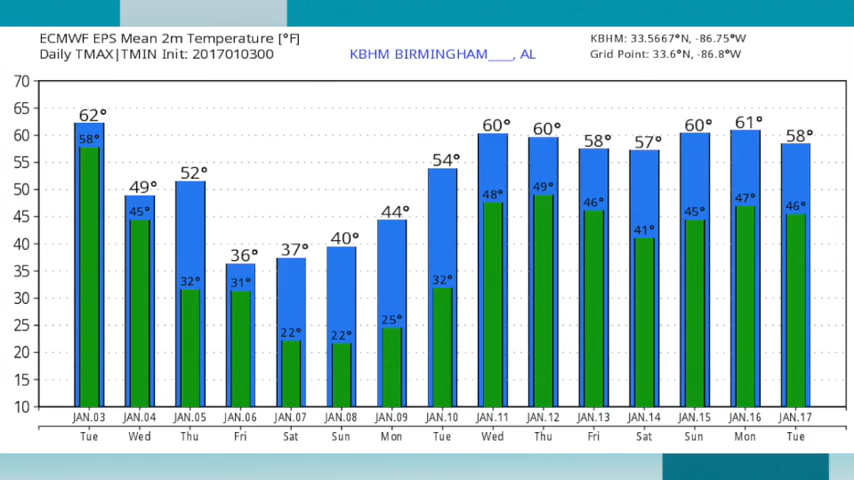 ECMWF EPS Mean 2m Temperature [°F]
Daily TMAX|TMIN Init: 2017010300
KBHM BIRMINGHAM___, AL
KBHM: 33.5667°N, -86.75°W
Grid Point: 33.6°N, -86.8°W
70
65
60
55
50
45
40
35
30
25
20
15
10
62° 49° 52° 36° 37° 40° 44° 54° 60° 60° 58° 57° 60° 61° 58°
58° 45° 32° 31° 22° 22° 25° 32° 48° 49° 46° 41° 45° 47° 46°
JAN.03 JAN.04 JAN.05 JAN.06 JAN.07 JAN.08 JAN.09 JAN.10 JAN.11 JAN.12 JAN.13 JAN.14 JAN.15 JAN.16 JAN.17
Tue Wed Thu Fri Sat Sun Mon Tue Wed Thu Fri Sat Sun Mon Tue